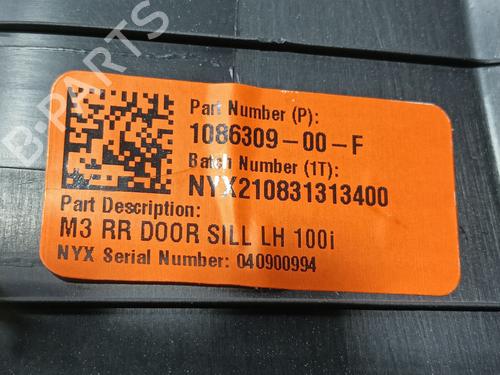 B-PARTS
Part Number (P):
1086309-00-F
Batch Number (1T):
NYX210831313400
Part Description:
M3 RR DOOR SILL LH 100i
NYX Serial Number: 040900994